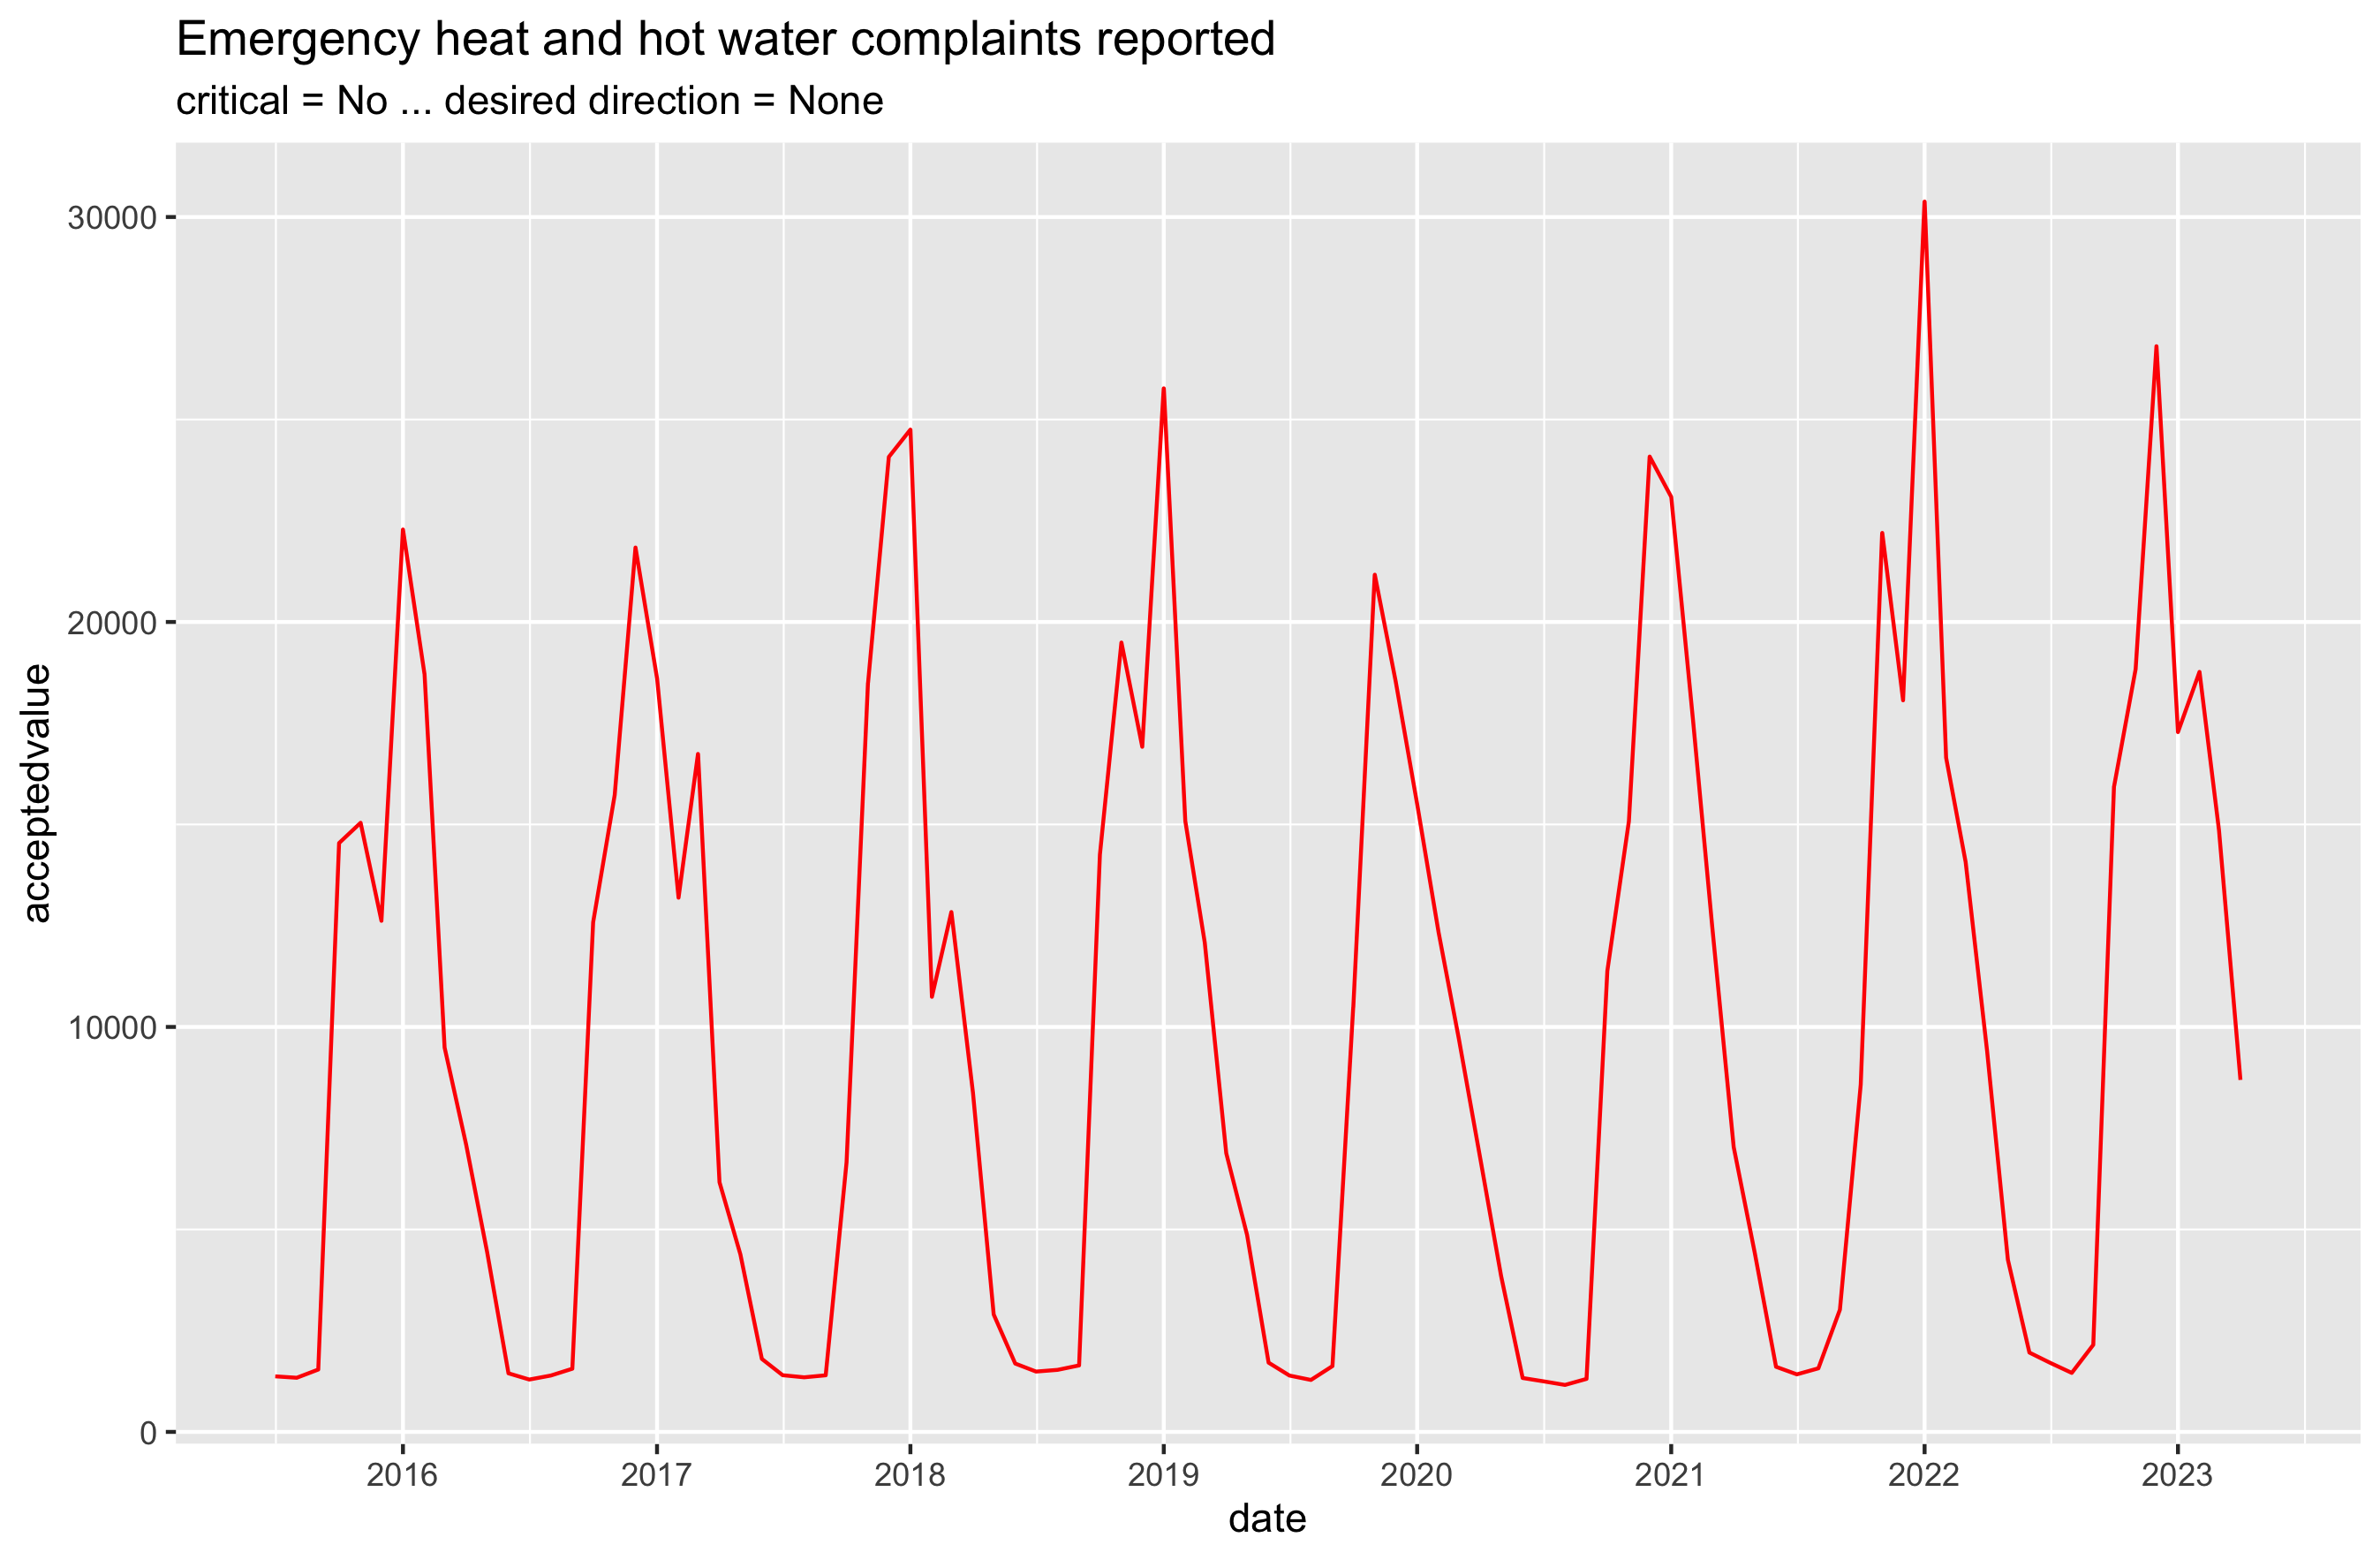 Emergency heat and hot water complaints reported
critical = No ... desired direction = None
acceptedvalue
30000
20000
10000
0
2016 2017 2018 2019 2020 2021 2022 2023
date